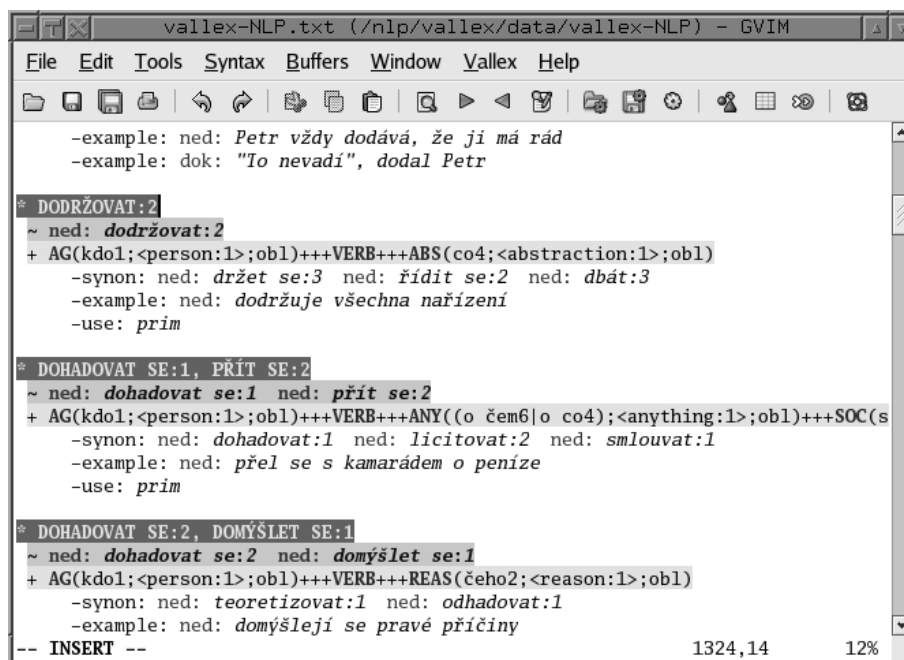 vallex-NLP.txt (/nlp/vallex/data/vallex-NLP) - GVIM
File Edit Tools Syntax Buffers Window Vallex Help
-example: ned: Petr vždy dodává, že ji má rád
-example: dok: "To nevadí", dodal Petr
* DODRŽOVAT:2
~ ned: dodržovat:2
+ AG(kdo1;<person:1>;obl)+++VERB+++ABS(co4;<abstraction:1>;obl)
-synon: ned: držet se:3 ned: řídit se:2 ned: dbát:3
-example: ned: dodržuje všechna nařízení
-use: prim
* DOHADOVAT SE:1, PŘÍT SE:2
~ ned: dohadovat se:1 ned: přít se:2
+ AG(kdo1;<person:1>;obl)+++VERB+++ANY((o čem6|o co4);<anything:1>;obl)+++SOC(s
-synon: ned: dohadovat:1 ned: licitovat:2 ned: smlouvat:1
-example: ned: přel se s kamarádem o peníze
-use: prim
* DOHADOVAT SE:2, DOMÝŠLET SE:1
~ ned: dohadovat se:2 ned: domýšlet se:1
+ AG(kdo1;<person:1>;obl)+++VERB+++REAS(čeho2;<reason:1>;obl)
-synon: ned: teoretizovat:1 ned: odhadovat:1
-example: ned: domýšlejí se pravé příčiny
-- INSERT -- 1324,14 12%